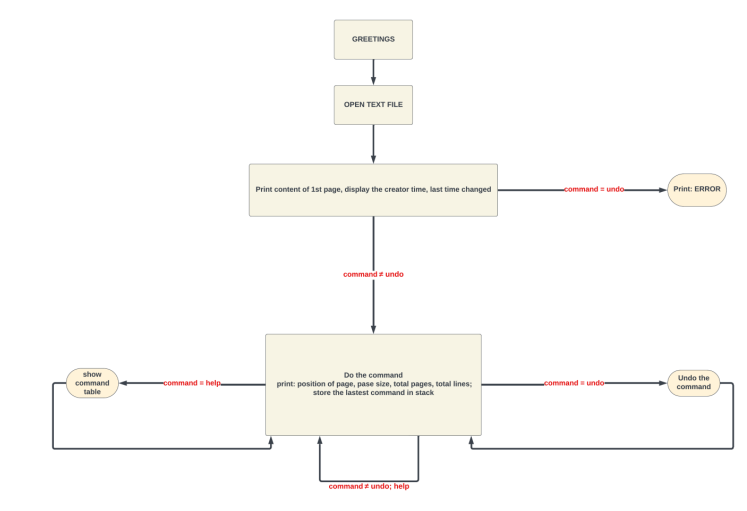 GREETINGS
OPEN TEXT FILE
Print content of 1st page, display the creator time, last time changed
command = undo
Print: ERROR
command ≠ undo
Do the command
print: position of page, pase size, total pages, total lines;
store the lastest command in stack
show
command
table
command = help
command = undo
Undo the
command
command ≠ undo; help